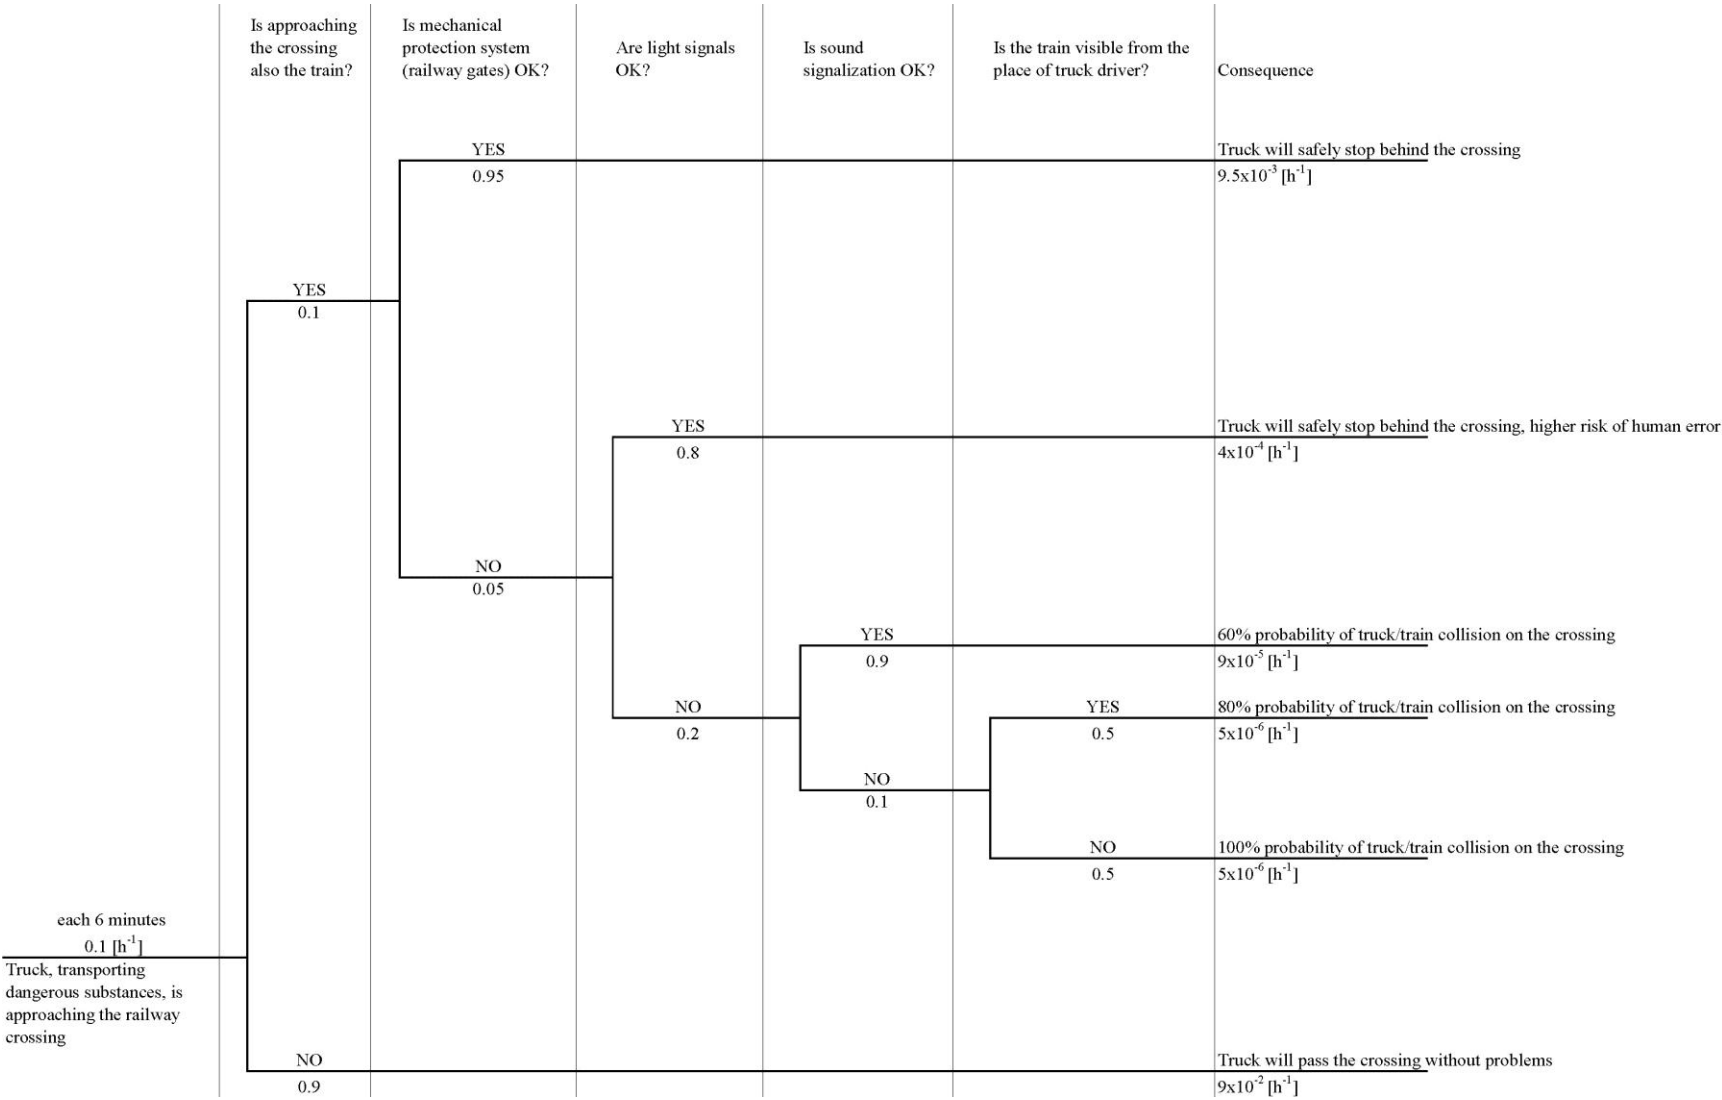 Is approaching
the crossing
also the train?
Is mechanical
protection system
(railway gates) OK?
Are light signals
OK?
Is sound
signalization OK?
Is the train visible from the
place of truck driver?
Consequence
YES
0.95
Truck will safely stop behind the crossing
9.5x10⁻³ [h⁻¹]
YES
0.1
YES
0.8
Truck will safely stop behind the crossing, higher risk of human error
4x10⁻⁴ [h⁻¹]
NO
0.05
YES
0.9
60% probability of truck/train collision on the crossing
9x10⁻⁵ [h⁻¹]
NO
0.2
YES
0.5
80% probability of truck/train collision on the crossing
5x10⁻⁶ [h⁻¹]
NO
0.1
NO
0.5
100% probability of truck/train collision on the crossing
5x10⁻⁶ [h⁻¹]
each 6 minutes
0.1 [h⁻¹]
Truck, transporting
dangerous substances, is
approaching the railway
crossing
NO
0.9
Truck will pass the crossing without problems
9x10⁻² [h⁻¹]